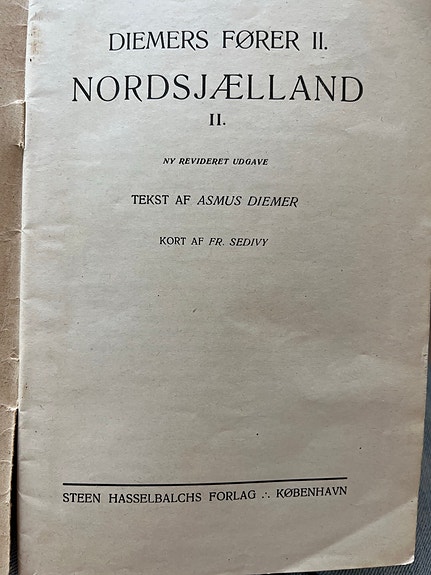 DIEMERS FØRER II.
NORDSJÆLLAND
II.
NY REVIDERET UDGAVE
TEKST AF ASMUS DIEMER
KORT AF FR. SEDIVY
STEEN HASSELBALCHS FORLAG ∴ KØBENHAVN